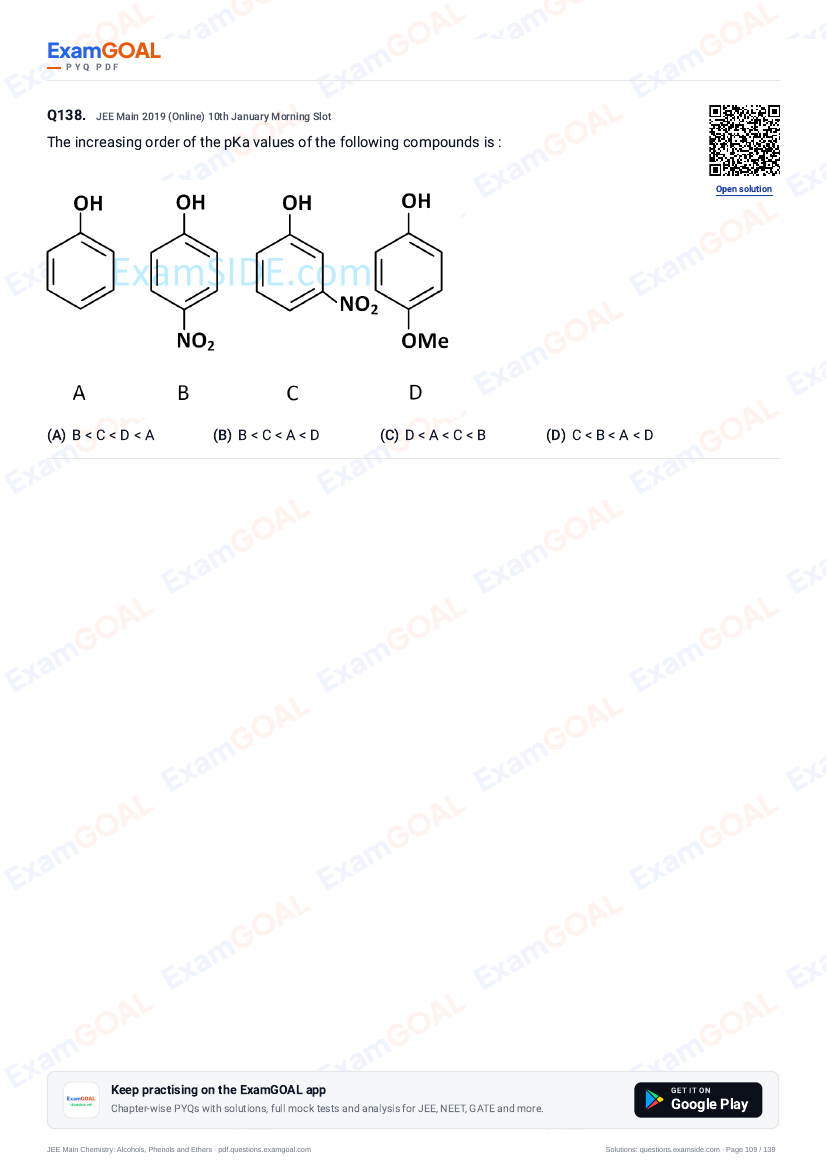 ExamGOAL
PYQ PDF
Q138. JEE Main 2019 (Online) 10th January Morning Slot
The increasing order of the pKa values of the following compounds is :
Open solution
OH OH OH OH
ExamSIDE.com
NO₂
NO₂
OMe
A B C D
(A) B < C < D < A (B) B < C < A < D (C) D < A < C < B (D) C < B < A < D
ExamGOAL
Keep practising on the ExamGOAL app
Chapter-wise PYQs with solutions, full mock tests and analysis for JEE, NEET, GATE and more.
GET IT ON
Google Play
JEE Main Chemistry: Alcohols, Phenols and Ethers · pdf.questions.examgoal.com
Solutions: questions.examside.com · Page 109 / 139